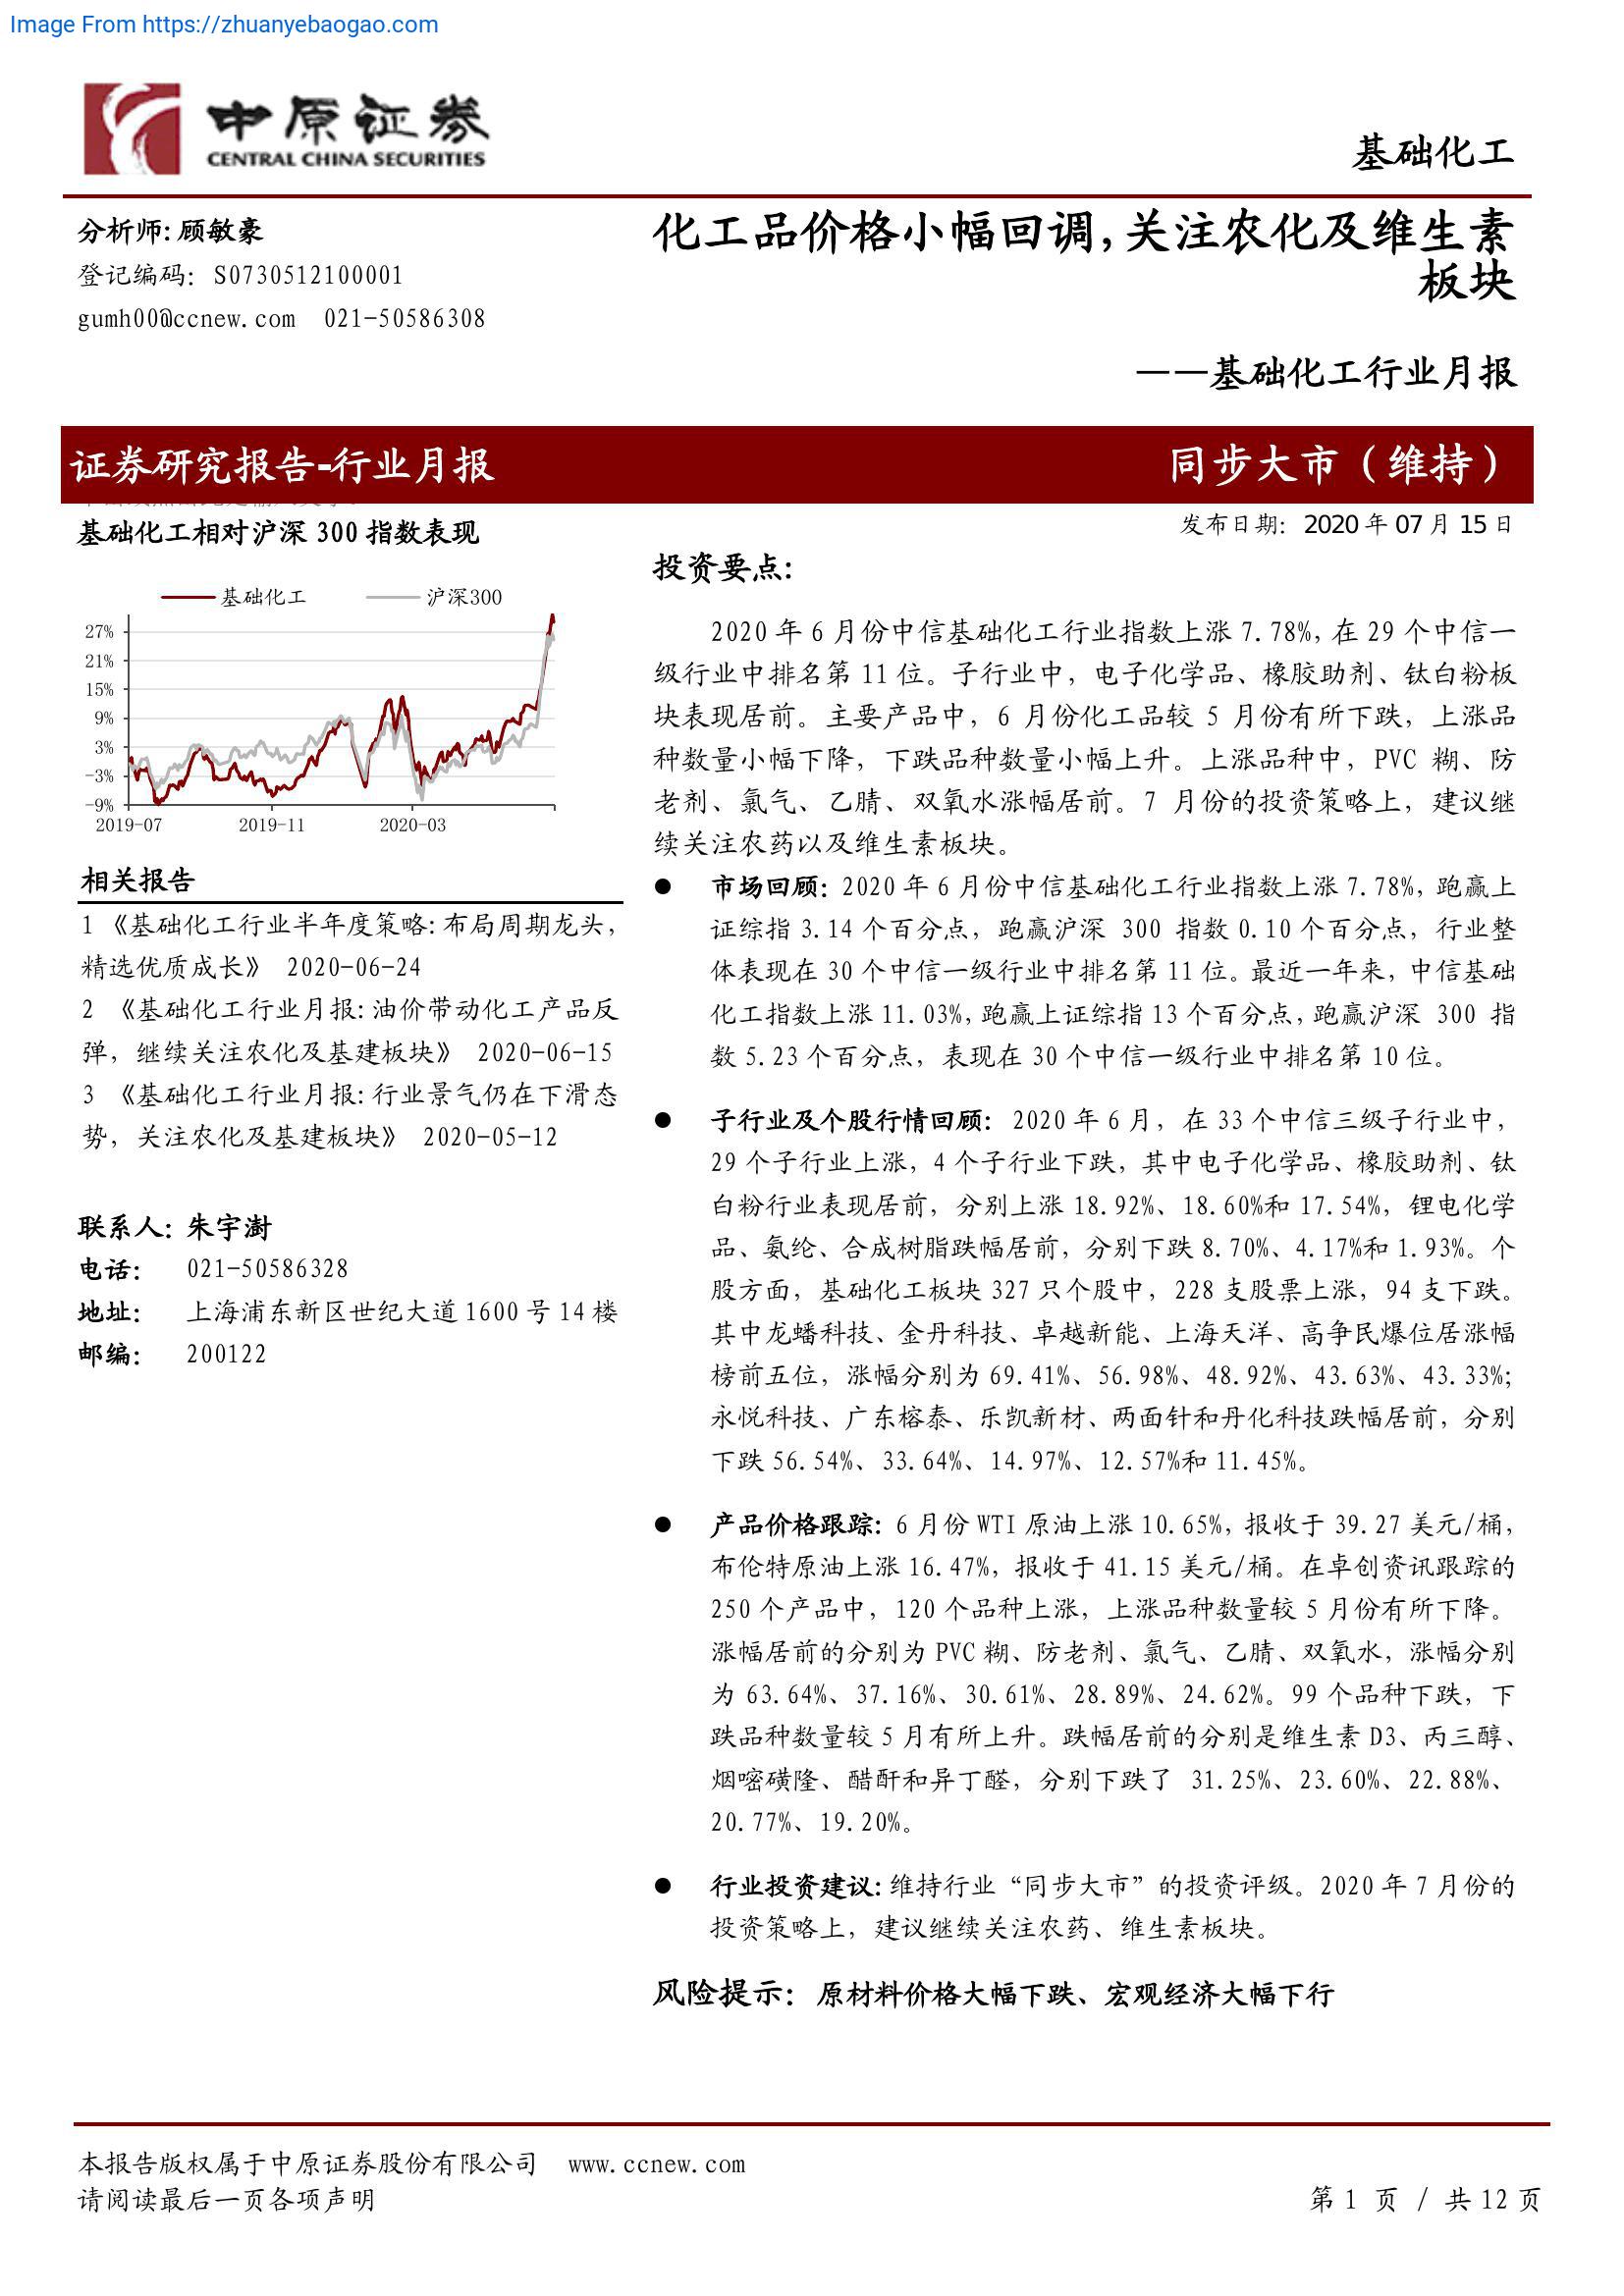 Image From https://zhuanyebaogao.com
中原证券
CENTRAL CHINA SECURITIES
基础化工
分析师:顾敏豪
登记编码: S0730512100001
gumh00@ccnew.com 021-50586308
化工品价格小幅回调,关注农化及维生素
板块
——基础化工行业月报
证券研究报告-行业月报
同步大市（维持）
基础化工相对沪深 300 指数表现
基础化工
沪深300
27%
21%
15%
9%
3%
-3%
-9%
2019-07
2019-11
2020-03
相关报告
1 《基础化工行业半年度策略:布局周期龙头,
精选优质成长》 2020-06-24
2 《基础化工行业月报:油价带动化工产品反
弹，继续关注农化及基建板块》 2020-06-15
3 《基础化工行业月报:行业景气仍在下滑态
势，关注农化及基建板块》 2020-05-12
联系人: 朱宇澍
电话: 021-50586328
地址: 上海浦东新区世纪大道 1600 号 14 楼
邮编: 200122
发布日期: 2020 年 07 月 15 日
投资要点:
2020 年 6 月份中信基础化工行业指数上涨 7.78%,在 29 个中信一
级行业中排名第 11 位。子行业中，电子化学品、橡胶助剂、钛白粉板
块表现居前。主要产品中，6 月份化工品较 5 月份有所下跌，上涨品
种数量小幅下降，下跌品种数量小幅上升。上涨品种中，PVC 糊、防
老剂、氯气、乙腈、双氧水涨幅居前。7 月份的投资策略上，建议继
续关注农药以及维生素板块。
● 市场回顾: 2020 年 6 月份中信基础化工行业指数上涨 7.78%,跑赢上
证综指 3.14 个百分点，跑赢沪深 300 指数 0.10 个百分点，行业整
体表现在 30 个中信一级行业中排名第 11 位。最近一年来，中信基础
化工指数上涨 11.03%,跑赢上证综指 13 个百分点,跑赢沪深 300 指
数 5.23 个百分点，表现在 30 个中信一级行业中排名第 10 位。
● 子行业及个股行情回顾: 2020 年 6 月，在 33 个中信三级子行业中，
29 个子行业上涨，4 个子行业下跌，其中电子化学品、橡胶助剂、钛
白粉行业表现居前，分别上涨 18.92%、18.60%和 17.54%，锂电化学
品、氨纶、合成树脂跌幅居前，分别下跌 8.70%、4.17%和 1.93%。个
股方面，基础化工板块 327 只个股中，228 支股票上涨，94 支下跌。
其中龙蟠科技、金丹科技、卓越新能、上海天洋、高争民爆位居涨幅
榜前五位，涨幅分别为 69.41%、56.98%、48.92%、43.63%、43.33%;
永悦科技、广东榕泰、乐凯新材、两面针和丹化科技跌幅居前，分别
下跌 56.54%、33.64%、14.97%、12.57%和 11.45%。
● 产品价格跟踪: 6 月份 WTI 原油上涨 10.65%,报收于 39.27 美元/桶，
布伦特原油上涨 16.47%，报收于 41.15 美元/桶。在卓创资讯跟踪的
250 个产品中，120 个品种上涨，上涨品种数量较 5 月份有所下降。
涨幅居前的分别为 PVC 糊、防老剂、氯气、乙腈、双氧水，涨幅分别
为 63.64%、37.16%、30.61%、28.89%、24.62%。99 个品种下跌，下
跌品种数量较 5 月有所上升。跌幅居前的分别是维生素 D3、丙三醇、
烟嘧磺隆、醋酐和异丁醛，分别下跌了 31.25%、23.60%、22.88%、
20.77%、19.20%。
● 行业投资建议: 维持行业“同步大市”的投资评级。2020 年 7 月份的
投资策略上，建议继续关注农药、维生素板块。
风险提示: 原材料价格大幅下跌、宏观经济大幅下行
本报告版权属于中原证券股份有限公司 www.ccnew.com
请阅读最后一页各项声明
第 1 页 / 共 12 页